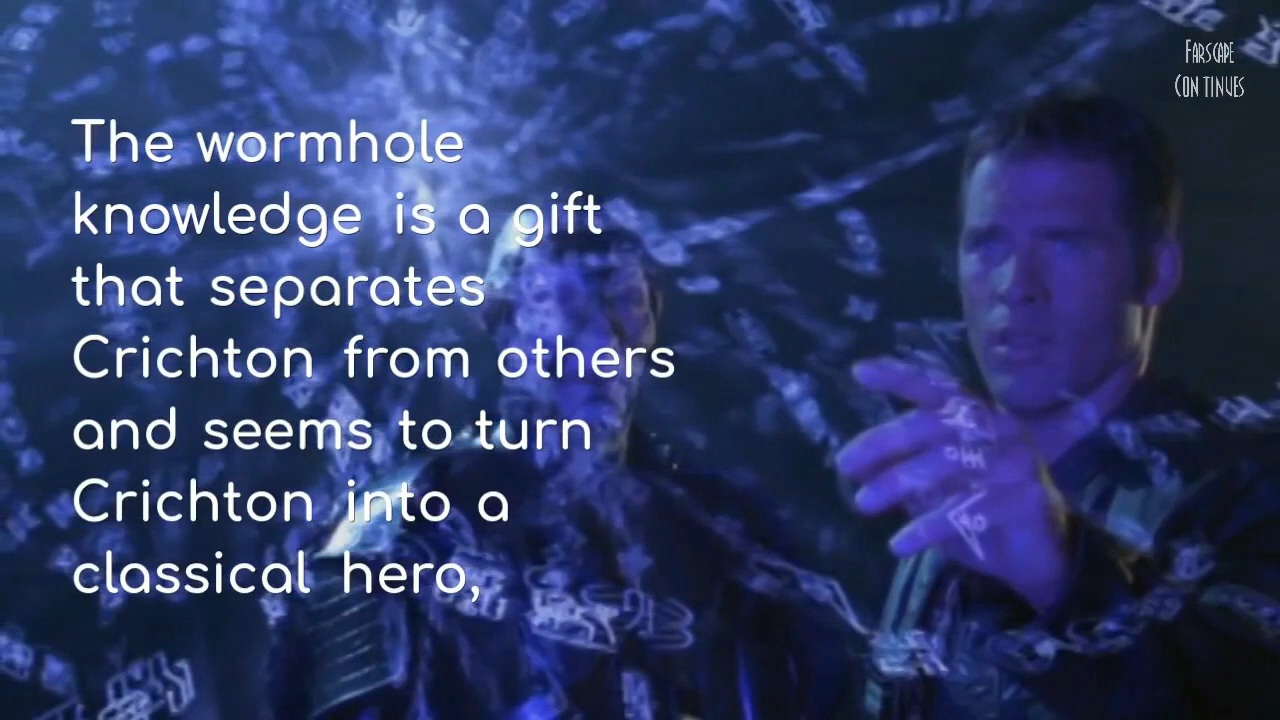 The wormhole
knowledge is a gift
that separates
Crichton from others
and seems to turn
Crichton into a
classical hero,
FARSCAPE
CONTINUES